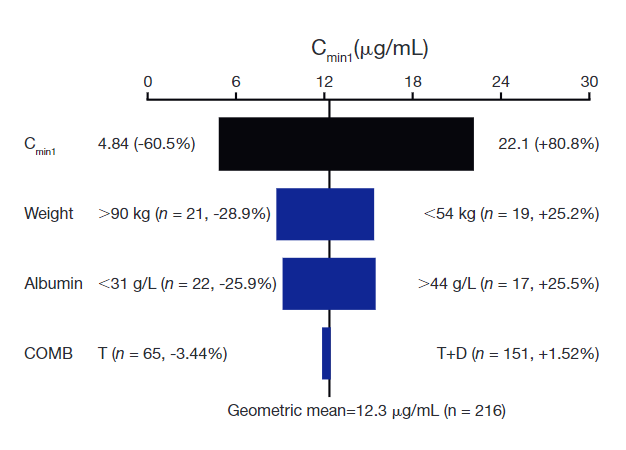 Cmin1(μg/mL)
0 6 12 18 24 30
Cmin1 4.84 (-60.5%) 22.1 (+80.8%)
Weight >90 kg (n = 21, -28.9%) <54 kg (n = 19, +25.2%)
Albumin <31 g/L (n = 22, -25.9%) >44 g/L (n = 17, +25.5%)
COMB T (n = 65, -3.44%) T+D (n = 151, +1.52%)
Geometric mean=12.3 μg/mL (n = 216)